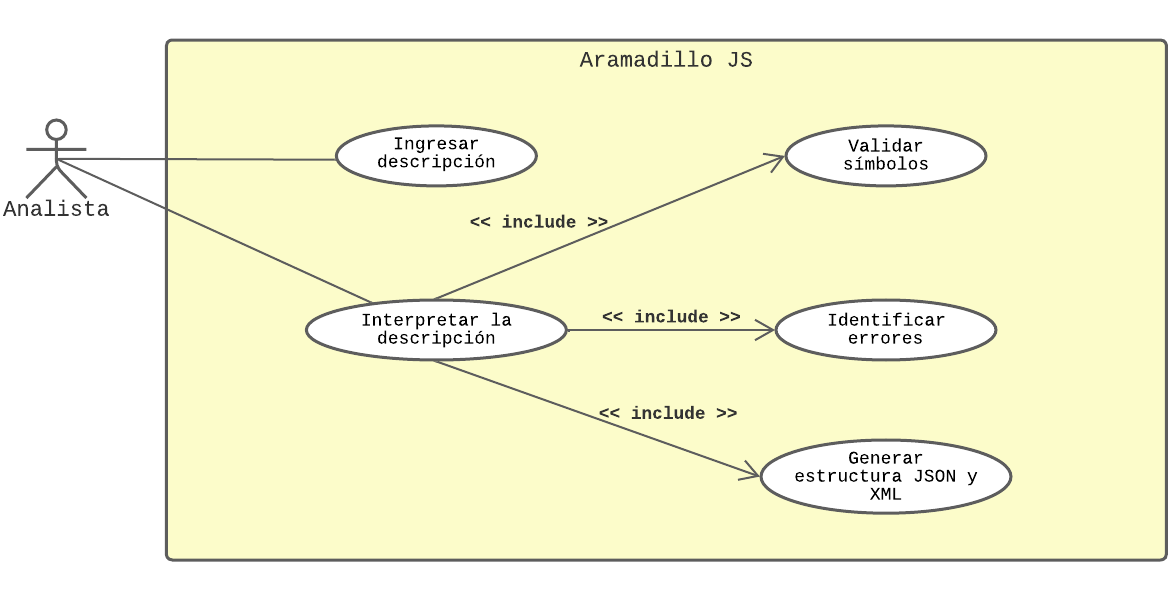 Aramadillo JS
Ingresar
descripción
Validar
símbolos
Analista
<< include >>
Interpretar la
descripción
<< include >>
Identificar
errores
<< include >>
Generar
estructura JSON y
XML